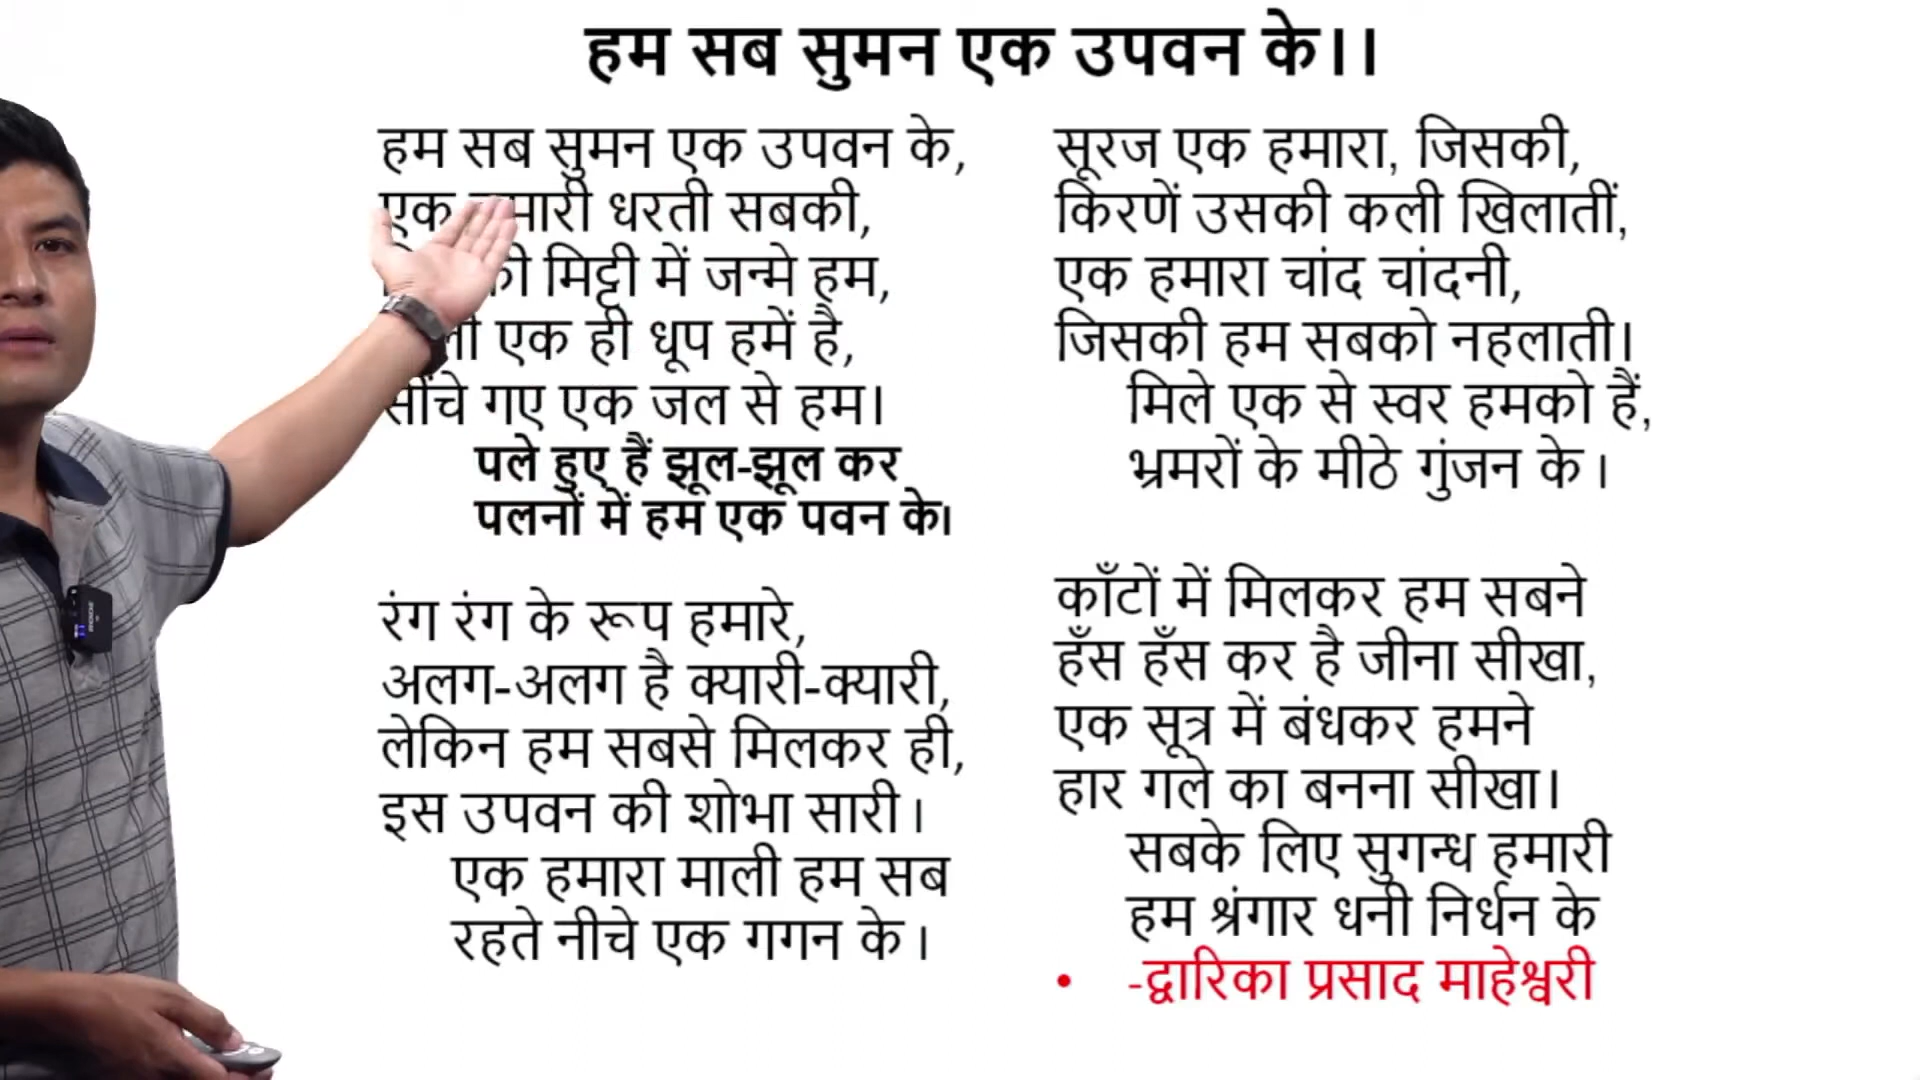 हम सब सुमन एक उपवन के।।
हम सब सुमन एक उपवन के,
एक हमारी धरती सबकी,
मिट्टी में जन्मे हम,
एक ही धूप हमें है,
सींचे गए एक जल से हम।
पले हुए हैं झूल-झूल कर
पलनों में हम एक पवन के।
रंग रंग के रूप हमारे,
अलग-अलग है क्यारी-क्यारी,
लेकिन हम सबसे मिलकर ही,
इस उपवन की शोभा सारी।
एक हमारा माली हम सब
रहते नीचे एक गगन के।
सूरज एक हमारा, जिसकी,
किरणें उसकी कली खिलातीं,
एक हमारा चांद चांदनी,
जिसकी हम सबको नहलाती।
मिले एक से स्वर हमको हैं,
भ्रमरों के मीठे गुंजन के।
काँटों में मिलकर हम सबने
हँस हँस कर है जीना सीखा,
एक सूत्र में बंधकर हमने
हार गले का बनना सीखा।
सबके लिए सुगन्ध हमारी
हम श्रंगार धनी निर्धन के
• -द्वारिका प्रसाद माहेश्वरी
RODE